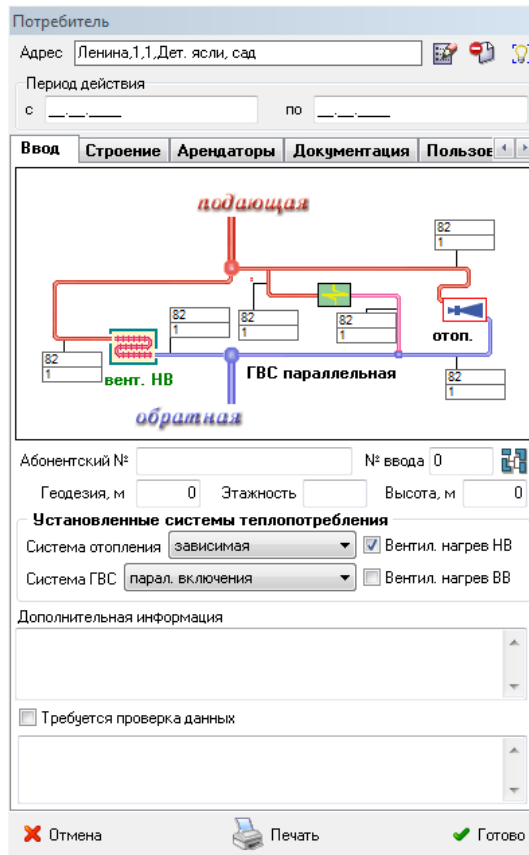 Потребитель
Адрес Ленина,1,1,Дет. ясли, сад
Период действия
с __.__.____ по __.__.____
Ввод Строение Арендаторы Документация Пользов
подающая
82
1
82
1
82
1
82
1
отоп.
82
1
вент. НВ
ГВС параллельная
82
1
обратная
Абонентский № № ввода 0
Геодезия, м 0 Этажность Высота, м 0
Установленные системы теплопотребления
Система отопления зависимая Вентил. нагрев НВ
Система ГВС парал. включения Вентил. нагрев ВВ
Дополнительная информация
Требуется проверка данных
Отмена Печать Готово